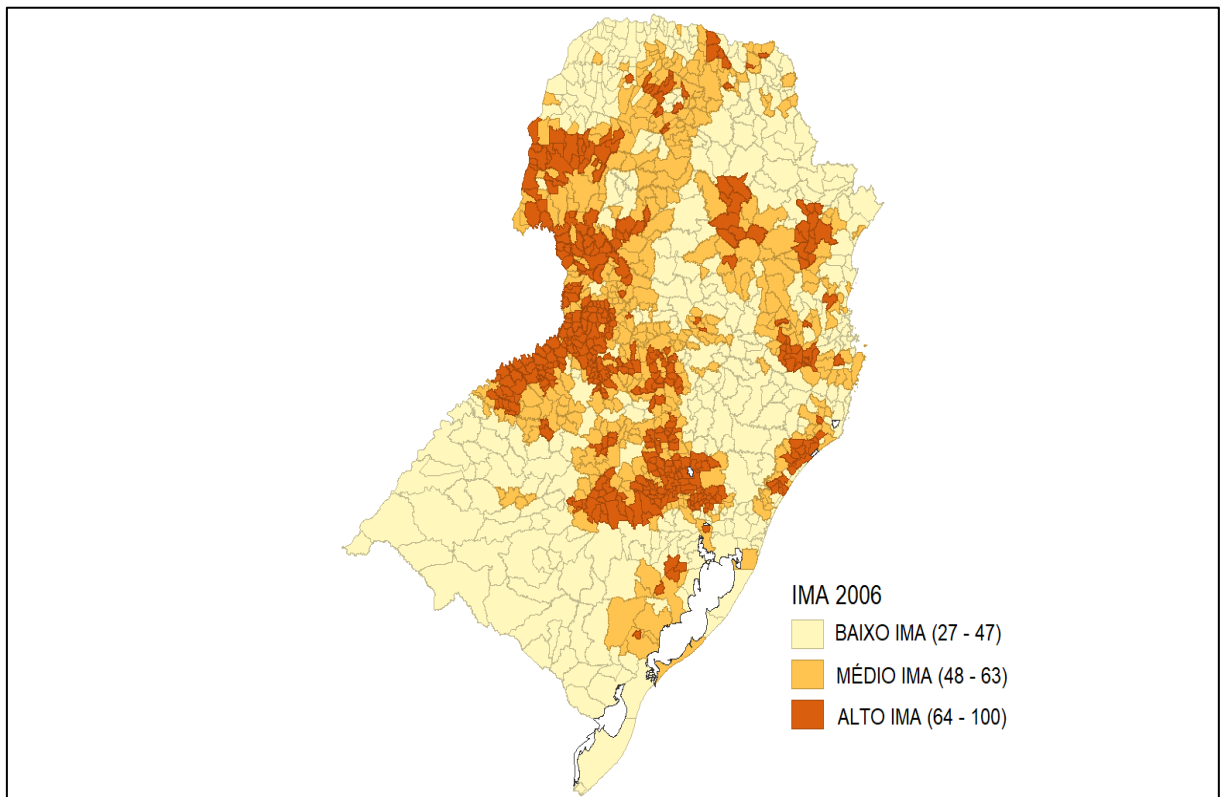 IMA 2006
BAIXO IMA (27 - 47)
MÉDIO IMA (48 - 63)
ALTO IMA (64 - 100)